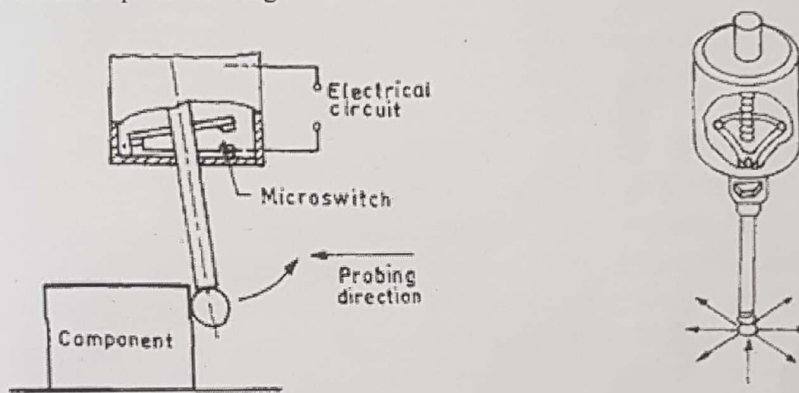 Electrical
circuit
Microswitch
Probing
direction
Component